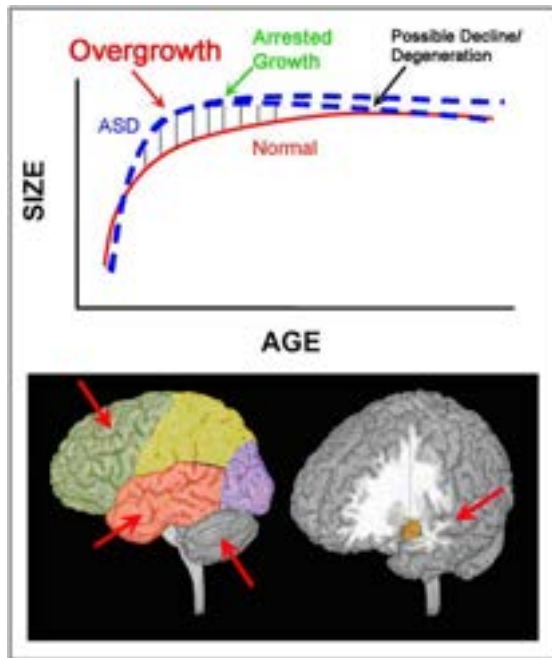 Overgrowth
Arrested
Growth
Possible Decline/
Degeneration
ASD
Normal
SIZE
AGE